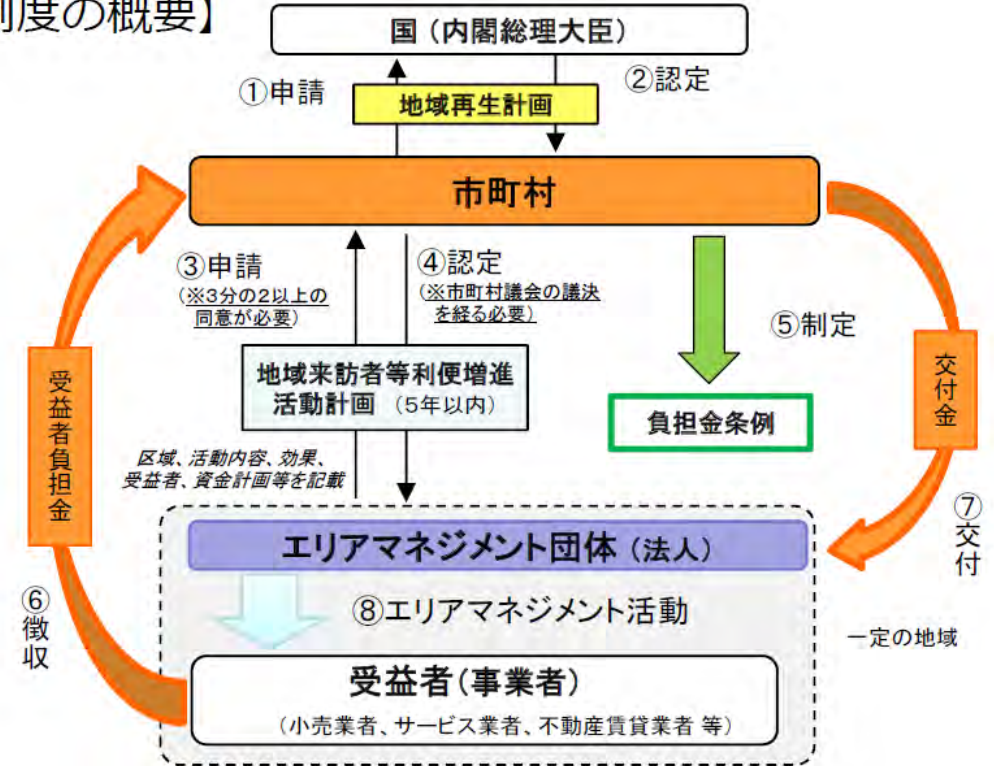 度の概要】
国（内閣総理大臣）
①申請
②認定
地域再生計画
市町村
③申請
（※3分の2以上の
同意が必要）
④認定
（※市町村議会の議決
を経る必要）
⑤制定
地域来訪者等利便増進
活動計画（5年以内）
負担金条例
区域、活動内容、効果、
受益者、資金計画等を記載
受益者負担金
交付金
⑥徴収
⑦交付
エリアマネジメント団体（法人）
⑧エリアマネジメント活動
一定の地域
受益者（事業者）
（小売業者、サービス業者、不動産賃貸業者 等）